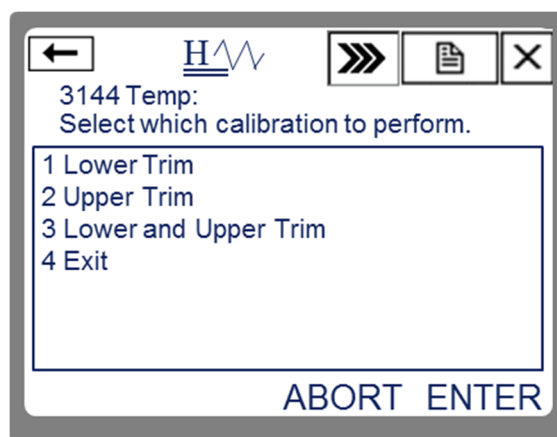 H
3144 Temp:
Select which calibration to perform.
1 Lower Trim
2 Upper Trim
3 Lower and Upper Trim
4 Exit
ABORT ENTER